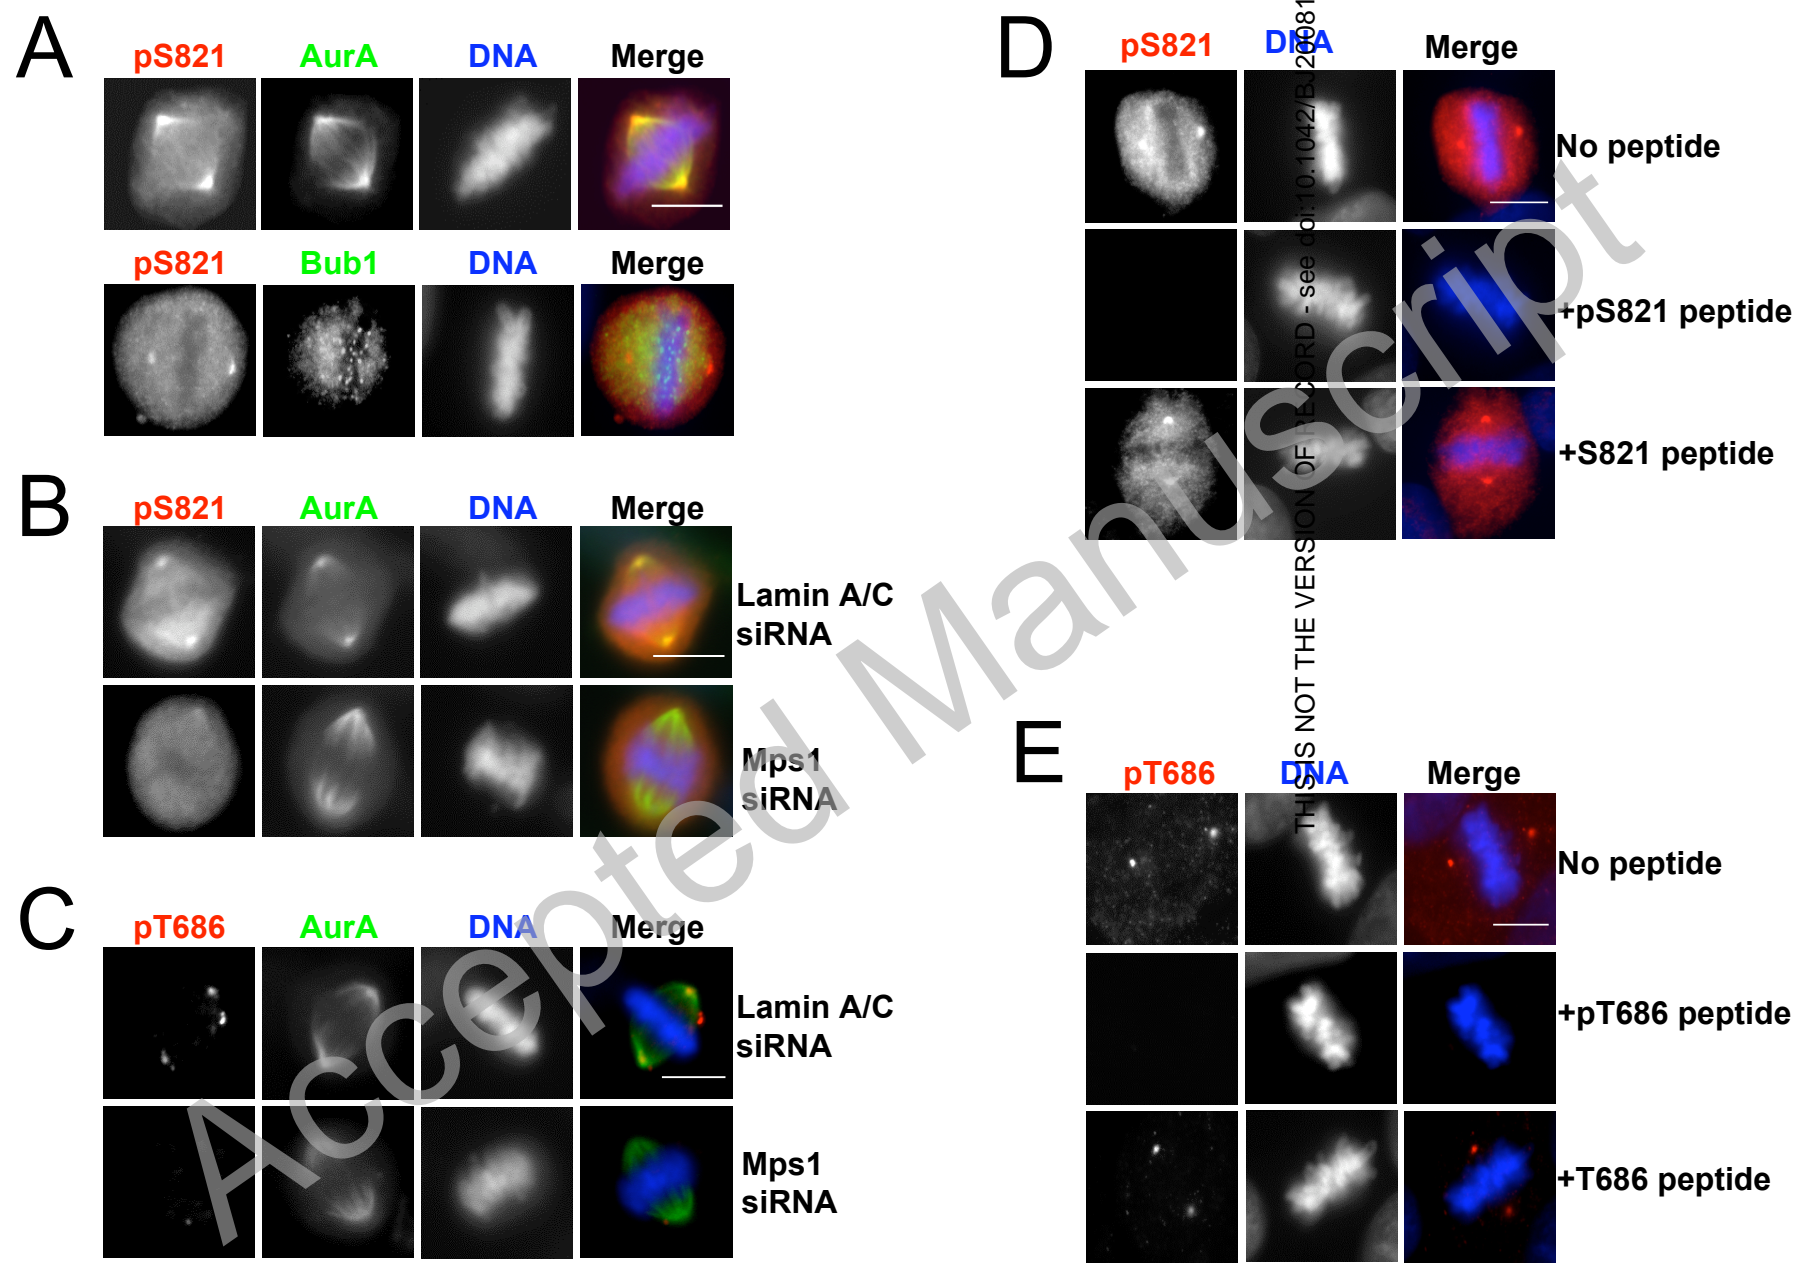 A
pS821 AurA DNA Merge
pS821 Bub1 DNA Merge
B
pS821 AurA DNA Merge
Lamin A/C
siRNA
Mps1
siRNA
C
pT686 AurA DNA Merge
Lamin A/C
siRNA
Mps1
siRNA
D
pS821 DNA Merge
No peptide
+pS821 peptide
+S821 peptide
E
pT686 DNA Merge
No peptide
+pT686 peptide
+T686 peptide
THIS IS NOT THE VERSION OF RECORD - see doi:10.1042/BJ20081
Accepted Manuscript